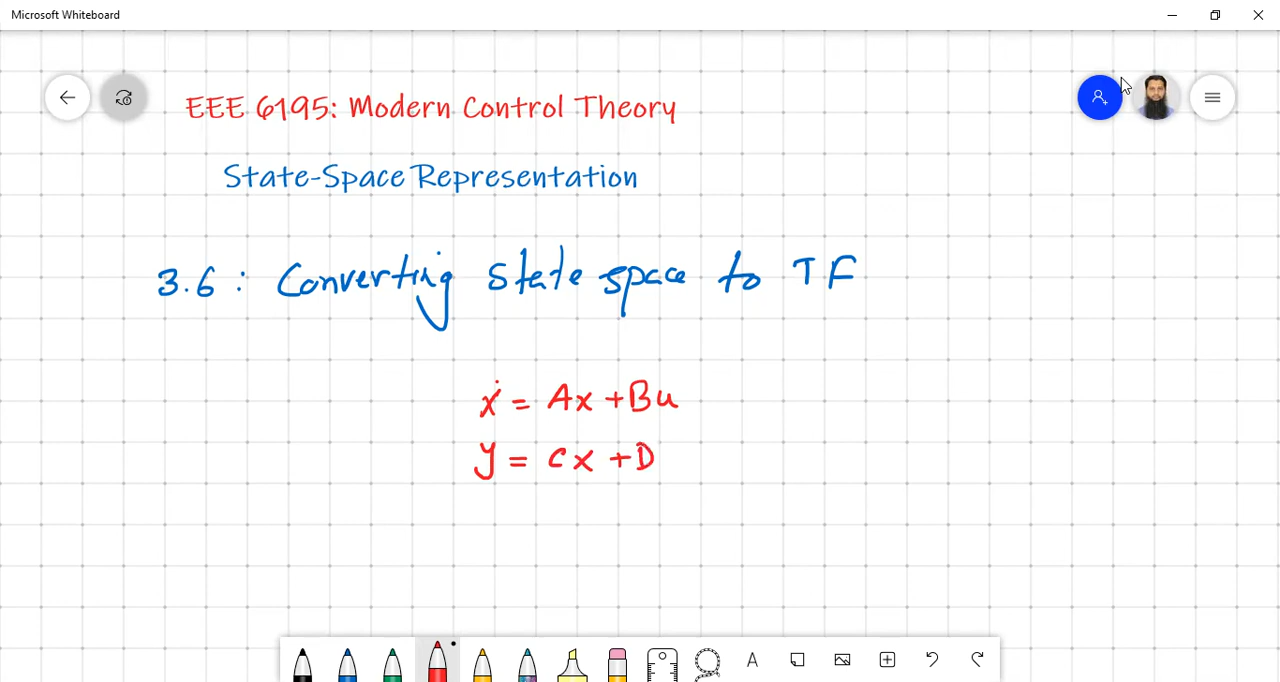 Microsoft Whiteboard
EEE 6195: Modern Control Theory
State-Space Representation
3.6: Converting state space to TF
ẋ = Ax + Bu
y = Cx + D
A